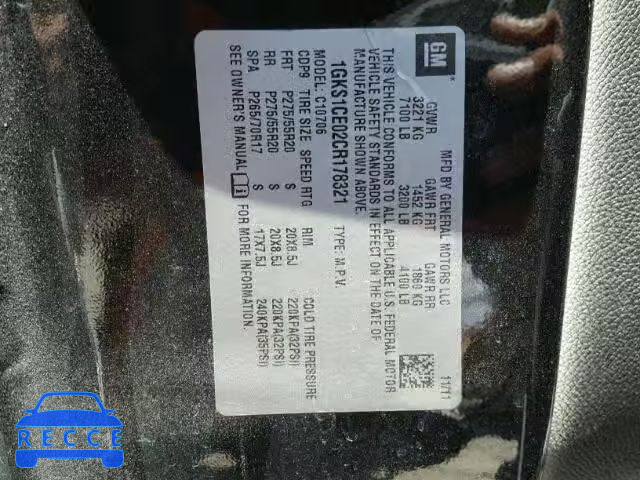 GM
MFD BY GENERAL MOTORS LLC 11/11
GVWR GAWR FRT GAWR RR
3221 KG 1452 KG 1860 KG
7100 LB 3200 LB 4100 LB
THIS VEHICLE CONFORMS TO ALL APPLICABLE U.S. FEDERAL MOTOR
VEHICLE SAFETY STANDARDS IN EFFECT ON THE DATE OF
MANUFACTURE SHOWN ABOVE.
1GKS1CE02CR178321 TYPE: M.P.V.
MODEL: C10706
CDP9 TIRE SIZE SPEED RTG RIM COLD TIRE PRESSURE
FRT P275/55R20 S 20X8.5J 220KPA(32PSI)
RR P275/55R20 S 20X8.5J 220KPA(32PSI)
SPA P265/70R17 S 17X7.5J 240KPA(35PSI)
SEE OWNER'S MANUAL FOR MORE INFORMATION.
RECCE